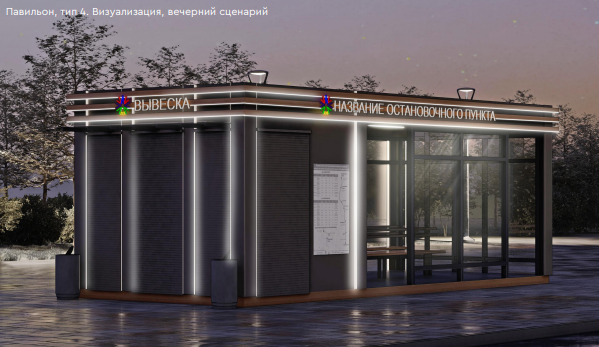 Павильон, тип 4. Визуализация, вечерний сценарий
ВЫВЕСКА
НАЗВАНИЕ ОСТАНОВОЧНОГО ПУНКТА